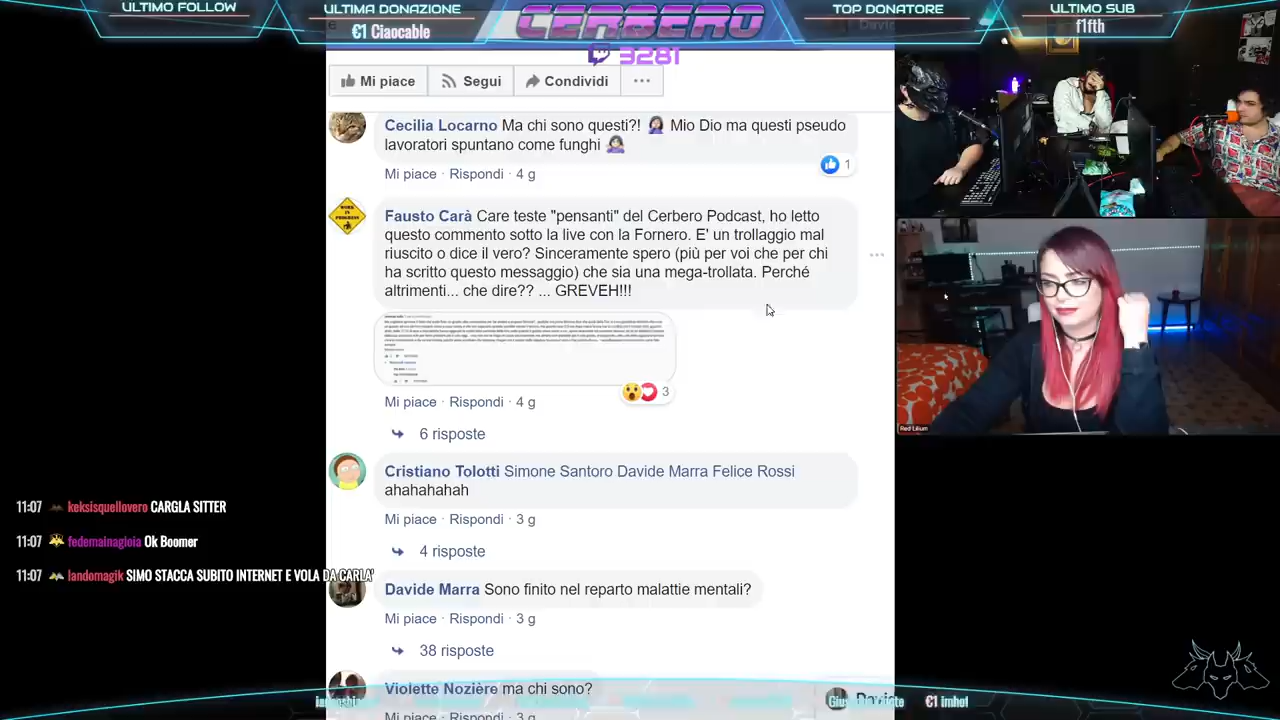 ULTIMO FOLLOW
ULTIMA DONAZIONE
€1 Ciaocable
CERBERO
3281
TOP DONATORE
ULTIMO SUB
f1fth
Mi piace
Segui
Condividi
Cecilia Locarno Ma chi sono questi?! Mio Dio ma questi pseudo
lavoratori spuntano come funghi
1
Mi piace · Rispondi · 4 g
Fausto Carà Care teste "pensanti" del Cerbero Podcast, ho letto
questo commento sotto la live con la Fornero. E' un trollaggio mal
riuscito o dice il vero? Sinceramente spero (più per voi che per chi
ha scritto questo messaggio) che sia una mega-trollata. Perché
altrimenti... che dire?? ... GREVEH!!!
3
Mi piace · Rispondi · 4 g
6 risposte
Cristiano Tolotti Simone Santoro Davide Marra Felice Rossi
ahahahahah
Mi piace · Rispondi · 3 g
4 risposte
Davide Marra Sono finito nel reparto malattie mentali?
Mi piace · Rispondi · 3 g
38 risposte
Violette Nozière ma chi sono?
Mi piace · Rispondi · 3 g
11:07 keksisquellovero CARGLA SITTER
11:07 fedemainagioia Ok Boomer
11:07 landomagik SIMO STACCA SUBITO INTERNET E VOLA DA CARLA'
Red Lilium
€1 imhot